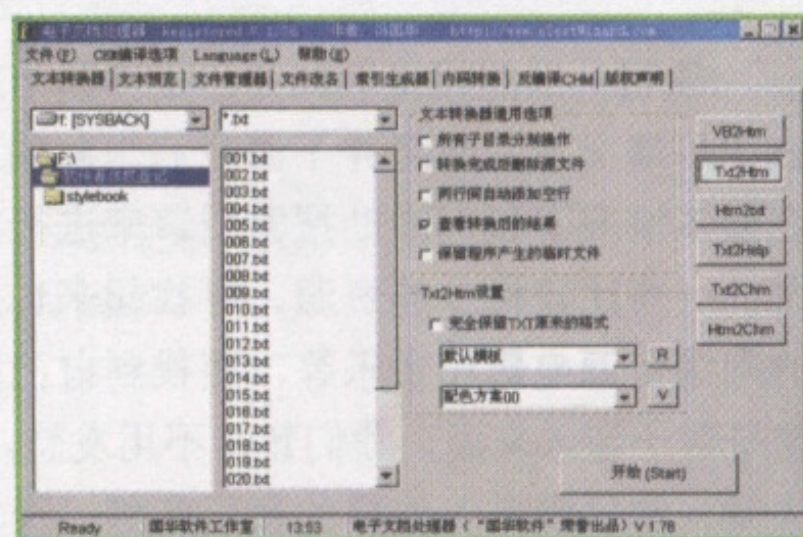 电子文档处理器 Registered
文件(F) CHM编译选项 Language(L) 帮助(Z)
文本转换器 文本预览 文件管理器 文件改名 索引生成器 内码转换 反编译CHM 版权声明
f: [SYSBACK]
*.txt
F:\
stylebook
001.txt
002.txt
003.txt
004.txt
005.txt
006.txt
007.txt
008.txt
009.txt
010.txt
011.txt
012.txt
013.txt
014.txt
015.txt
016.txt
017.txt
018.txt
019.txt
020.txt
文本转换器通用选项
所有子目录分别操作
转换完成后删除源文件
两行间自动添加空行
查看转换后的结果
保留程序产生的临时文件
Txt2Htm设置
完全保留TXT原来的格式
默认模板
R
配色方案00
V
VB2Htm
Txt2Htm
Htm2txt
Txt2Help
Txt2Chm
Htm2Chm
开始 (Start)
Ready 国华软件工作室 13:53 电子文档处理器(“国华软件”荣誉出品)V 1.78